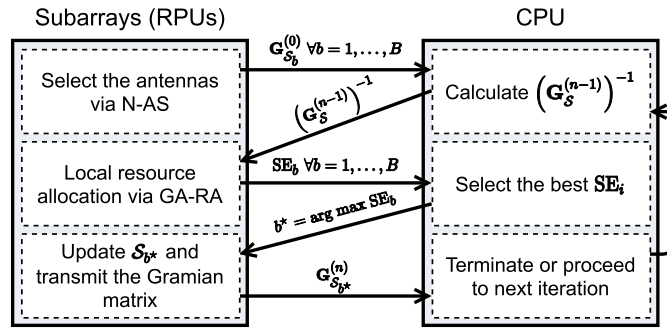 Subarrays (RPUs)
CPU
Select the antennas
via N-AS
Local resource
allocation via GA-RA
Update 𝓢_{b⋆} and
transmit the Gramian
matrix
𝐆_{𝓢_b}^{(0)} ∀b = 1, . . . , B
(𝐆_𝓢^{(n−1)})^{−1}
SE_b ∀b = 1, . . . , B
b⋆ = arg max SE_b
𝐆_{𝓢_{b⋆}}^{(n)}
Calculate (𝐆_𝓢^{(n−1)})^{−1}
Select the best SE_i
Terminate or proceed
to next iteration